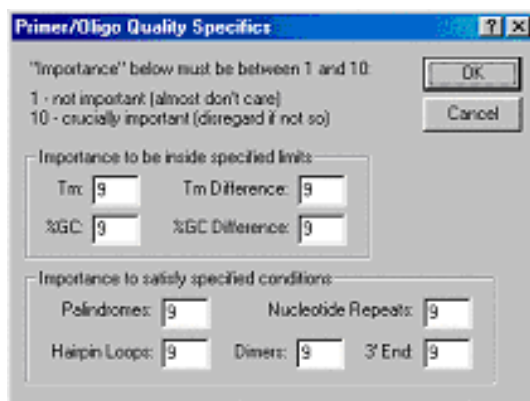 Primer/Oligo Quality Specifics
"Importance" below must be between 1 and 10:
1 - not important (almost don't care)
10 - crucially important (disregard if not so)
OK
Cancel
Importance to be inside specified limits
Tm: 9 Tm Difference: 9
%GC: 9 %GC Difference: 9
Importance to satisfy specified conditions
Palindromes: 9 Nucleotide Repeats: 9
Hairpin Loops: 9 Dimers: 9 3' End: 9